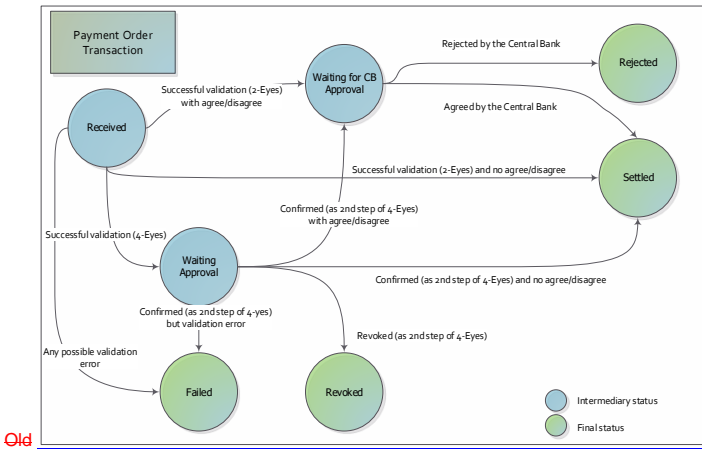 Payment Order
Transaction
Rejected by the Central Bank
Rejected
Waiting for CB
Approval
Successful validation (2-Eyes)
with agree/disagree
Agreed by the Central Bank
Received
Successful validation (2-Eyes) and no agree/disagree
Settled
Confirmed (as 2nd step of 4-Eyes)
with agree/disagree
Successful validation (4-Eyes)
Waiting
Approval
Confirmed (as 2nd step of 4-Eyes) and no agree/disagree
Confirmed (as 2nd step of 4-yes)
but validation error
Revoked (as 2nd step of 4-Eyes)
Any possible validation
error
Failed
Revoked
Intermediary status
Final status
Old